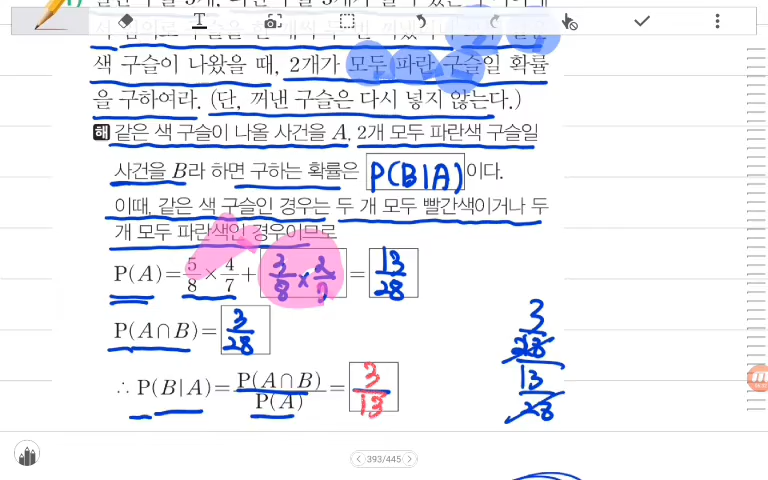 색 구슬이 나왔을 때, 2개가 모두 파란 구슬일 확률
을 구하여라. (단, 꺼낸 구슬은 다시 넣지 않는다.)
해 같은 색 구슬이 나올 사건을 A, 2개 모두 파란색 구슬일
사건을 B라 하면 구하는 확률은 P(B|A) 이다.
이때, 같은 색 구슬인 경우는 두 개 모두 빨간색이거나 두
개 모두 파란색인 경우이므로
P(A)=5/8×4/7+3/8×2/7=13/28
P(A∩B)=3/28
∴ P(B|A)=P(A∩B)/P(A)=3/13
3/28
13/28
393/445